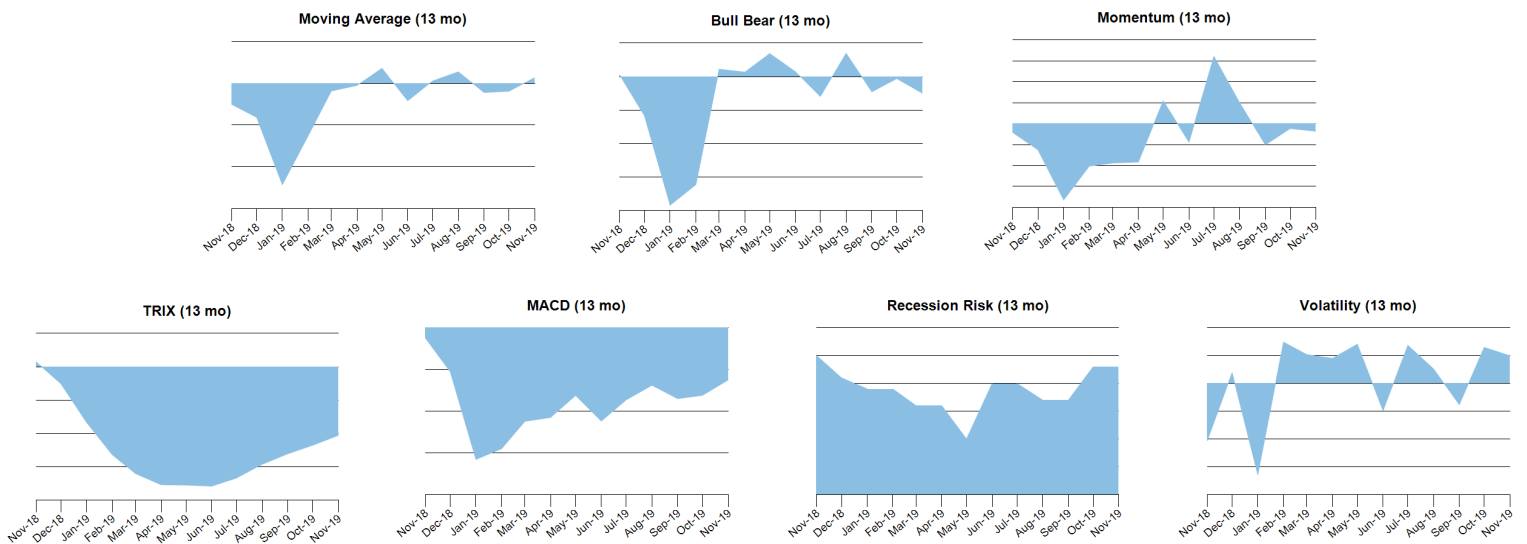 Moving Average (13 mo)
Bull Bear (13 mo)
Momentum (13 mo)
Nov-18 Dec-18 Jan-19 Feb-19 Mar-19 Apr-19 May-19 Jun-19 Jul-19 Aug-19 Sep-19 Oct-19 Nov-19
Nov-18 Dec-18 Jan-19 Feb-19 Mar-19 Apr-19 May-19 Jun-19 Jul-19 Aug-19 Sep-19 Oct-19 Nov-19
Nov-18 Dec-18 Jan-19 Feb-19 Mar-19 Apr-19 May-19 Jun-19 Jul-19 Aug-19 Sep-19 Oct-19 Nov-19
TRIX (13 mo)
MACD (13 mo)
Recession Risk (13 mo)
Volatility (13 mo)
Nov-18 Dec-18 Jan-19 Feb-19 Mar-19 Apr-19 May-19 Jun-19 Jul-19 Aug-19 Sep-19 Oct-19 Nov-19
Nov-18 Dec-18 Jan-19 Feb-19 Mar-19 Apr-19 May-19 Jun-19 Jul-19 Aug-19 Sep-19 Oct-19 Nov-19
Nov-18 Dec-18 Jan-19 Feb-19 Mar-19 Apr-19 May-19 Jun-19 Jul-19 Aug-19 Sep-19 Oct-19 Nov-19
Nov-18 Dec-18 Jan-19 Feb-19 Mar-19 Apr-19 May-19 Jun-19 Jul-19 Aug-19 Sep-19 Oct-19 Nov-19